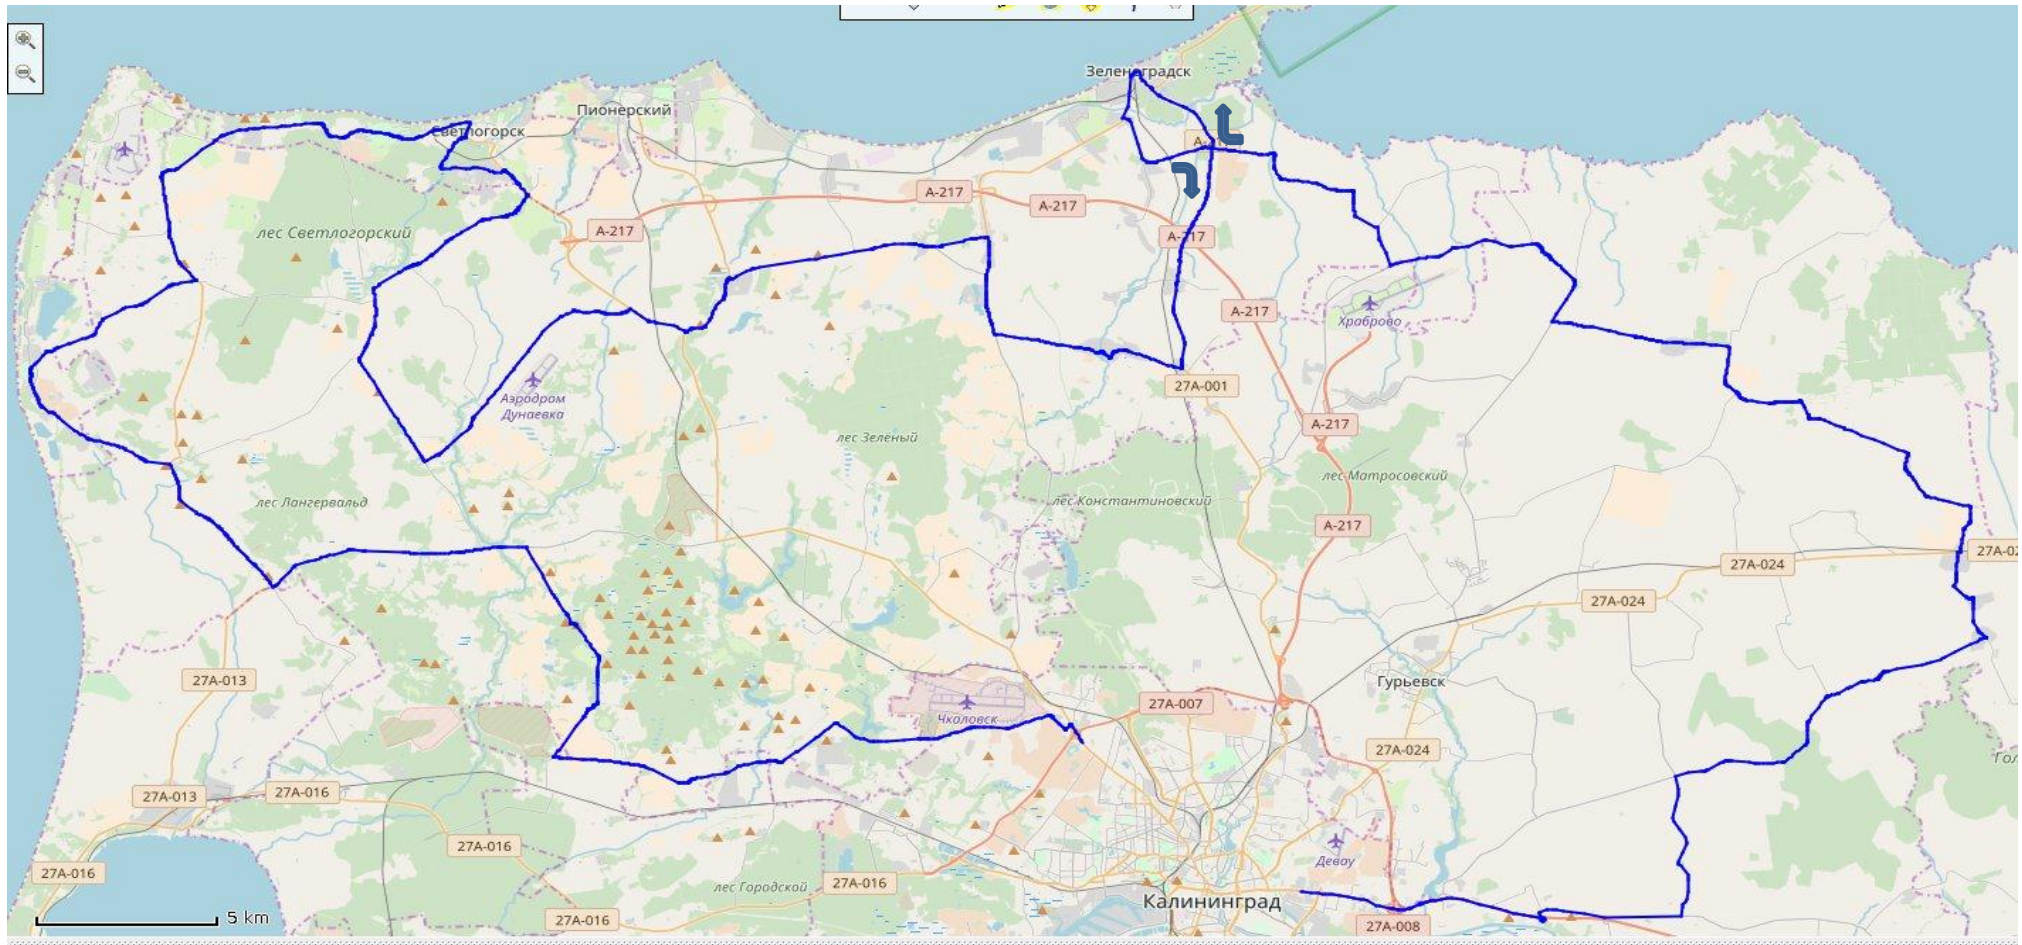 Зеленоградск
Пионерский
Светлогорск
А-217
А-217
А-217
лес Светлогорский
А-217
А-217
Храброво
27А-001
Аэродром
Дунаевка
А-217
лес Зеленый
лес Матросовский
лес Лангервальд
лес Константиновский
А-217
27А-02
27А-024
27А-024
27А-013
Гурьевск
27А-007
Чкаловск
27А-024
27А-016
27А-013
27А-016
Девау
27А-016
27А-016
лес Городской
Калининград
5 km
27А-016
27А-008